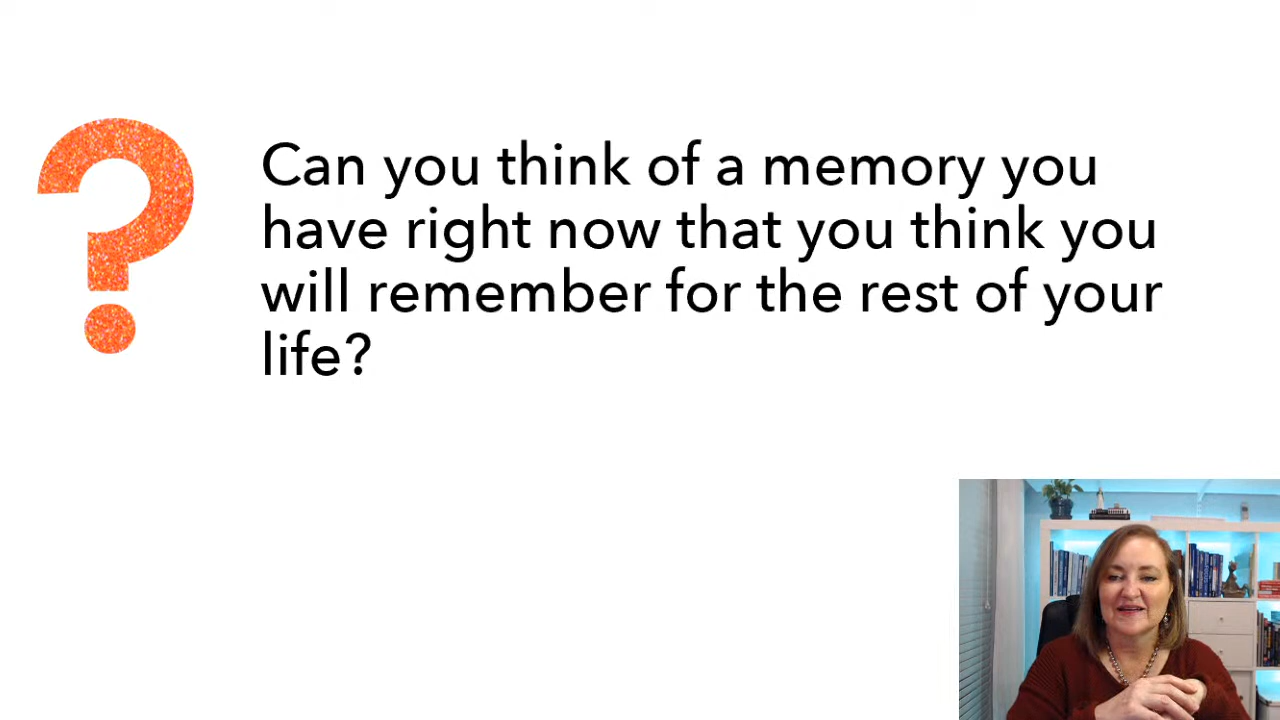 Can you think of a memory you
have right now that you think you
will remember for the rest of your
life?